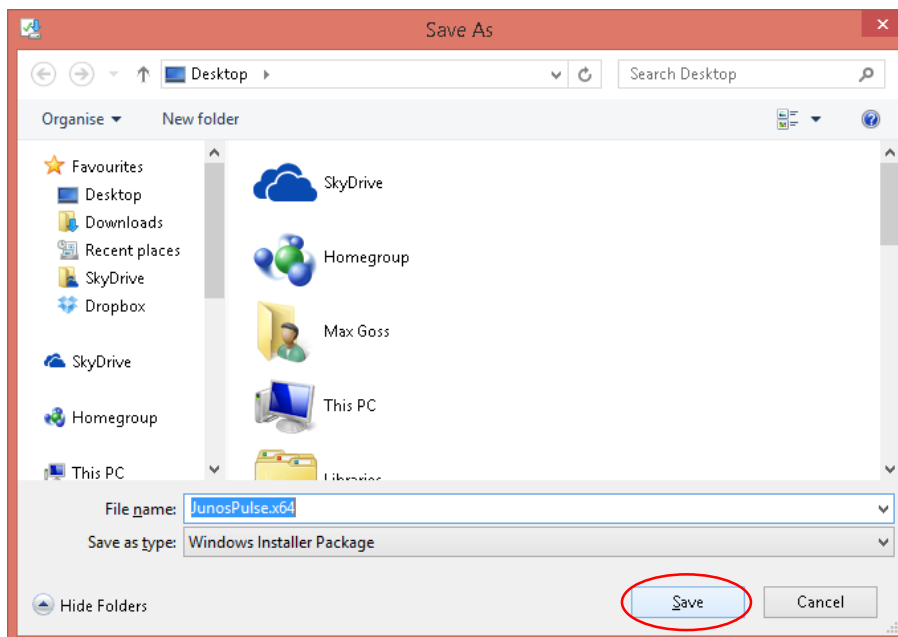 Save As
Desktop
Search Desktop
Organise
New folder
Favourites
Desktop
Downloads
Recent places
SkyDrive
Dropbox
SkyDrive
Homegroup
This PC
SkyDrive
Homegroup
Max Goss
This PC
Libraries
File name: JunosPulse.x64
Save as type: Windows Installer Package
Hide Folders
Save
Cancel